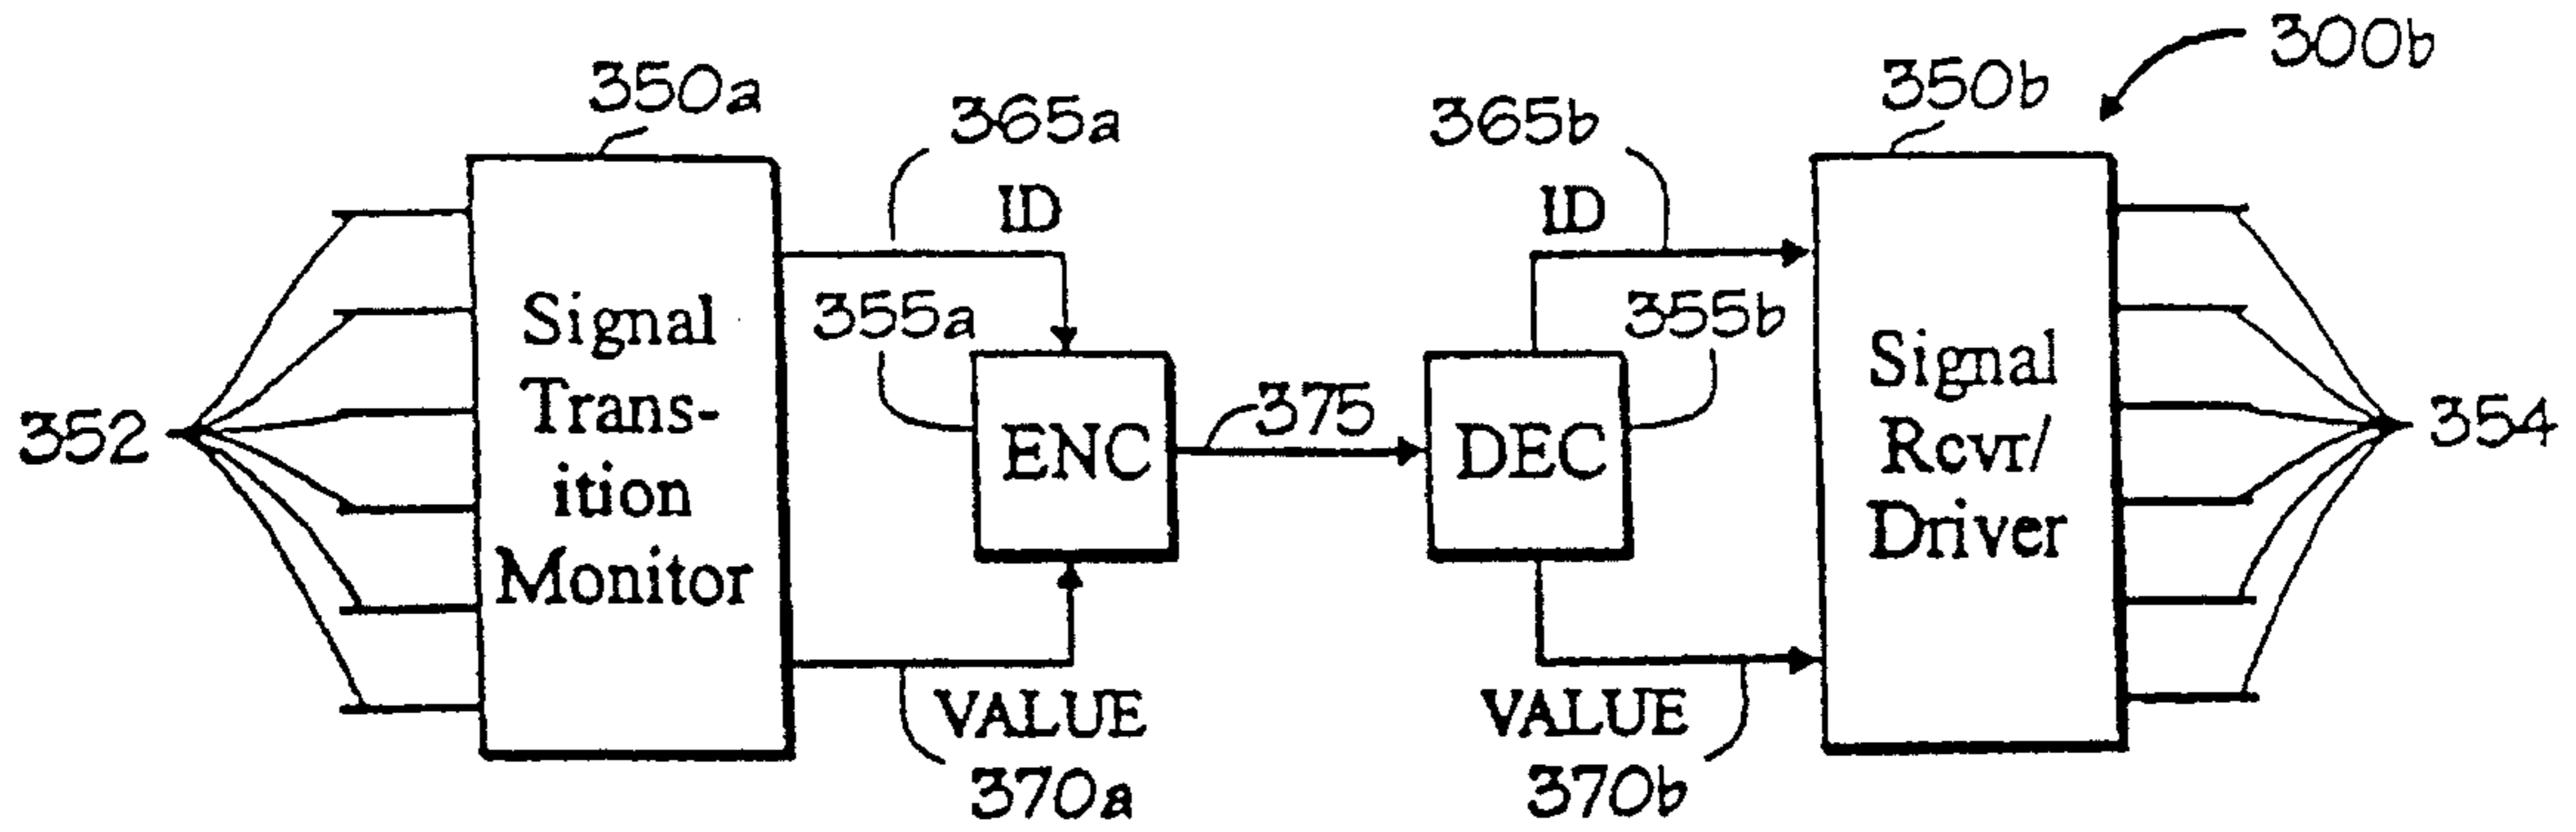 300b
350a
350b
365a
365b
ID
ID
355a
355b
Signal
Trans-
ition
Monitor
Signal
Rcvr/
Driver
352
375
354
ENC
DEC
VALUE
VALUE
370a
370b